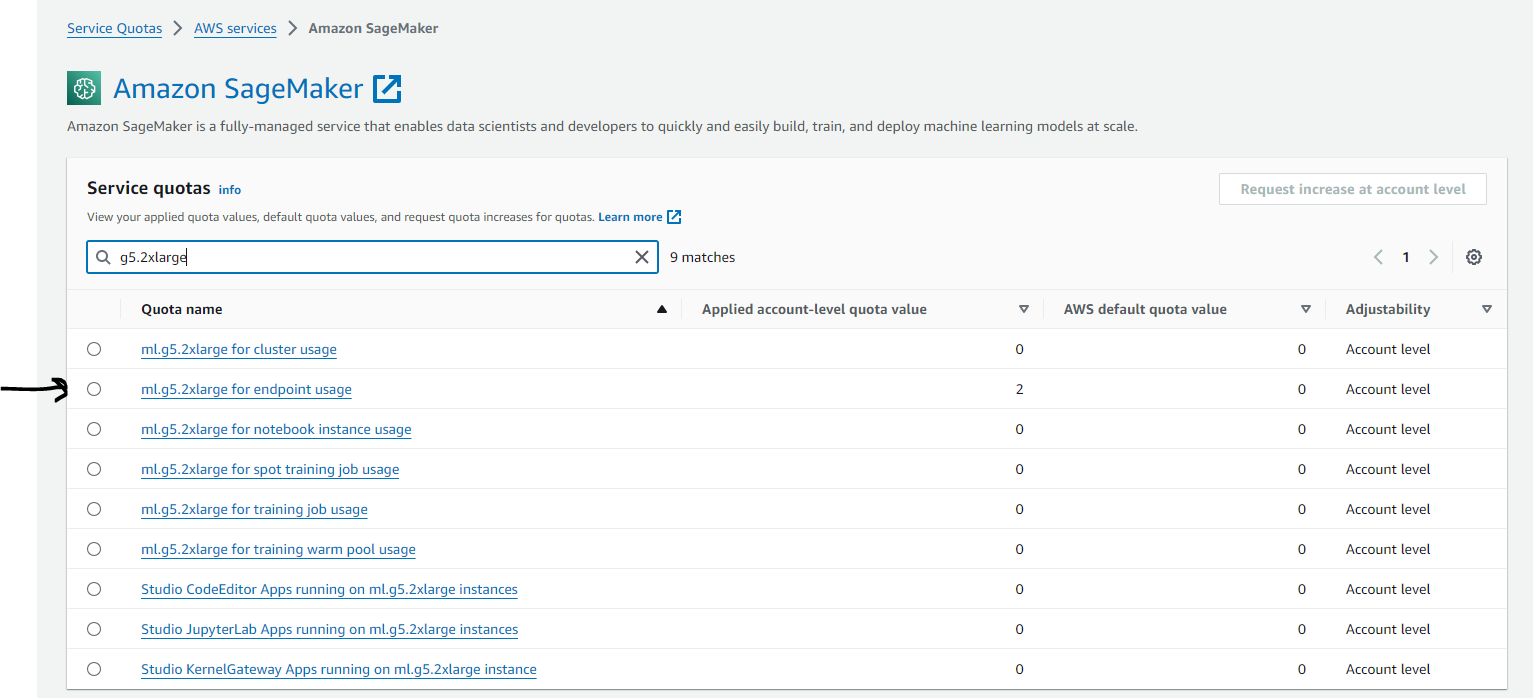 Service Quotas > AWS services > Amazon SageMaker
Amazon SageMaker
Amazon SageMaker is a fully-managed service that enables data scientists and developers to quickly and easily build, train, and deploy machine learning models at scale.
Service quotas info
Request increase at account level
View your applied quota values, default quota values, and request quota increases for quotas. Learn more
g5.2xlarge 9 matches 1
Quota name Applied account-level quota value AWS default quota value Adjustability
ml.g5.2xlarge for cluster usage 0 0 Account level
ml.g5.2xlarge for endpoint usage 2 0 Account level
ml.g5.2xlarge for notebook instance usage 0 0 Account level
ml.g5.2xlarge for spot training job usage 0 0 Account level
ml.g5.2xlarge for training job usage 0 0 Account level
ml.g5.2xlarge for training warm pool usage 0 0 Account level
Studio CodeEditor Apps running on ml.g5.2xlarge instances 0 0 Account level
Studio JupyterLab Apps running on ml.g5.2xlarge instances 0 0 Account level
Studio KernelGateway Apps running on ml.g5.2xlarge instance 0 0 Account level